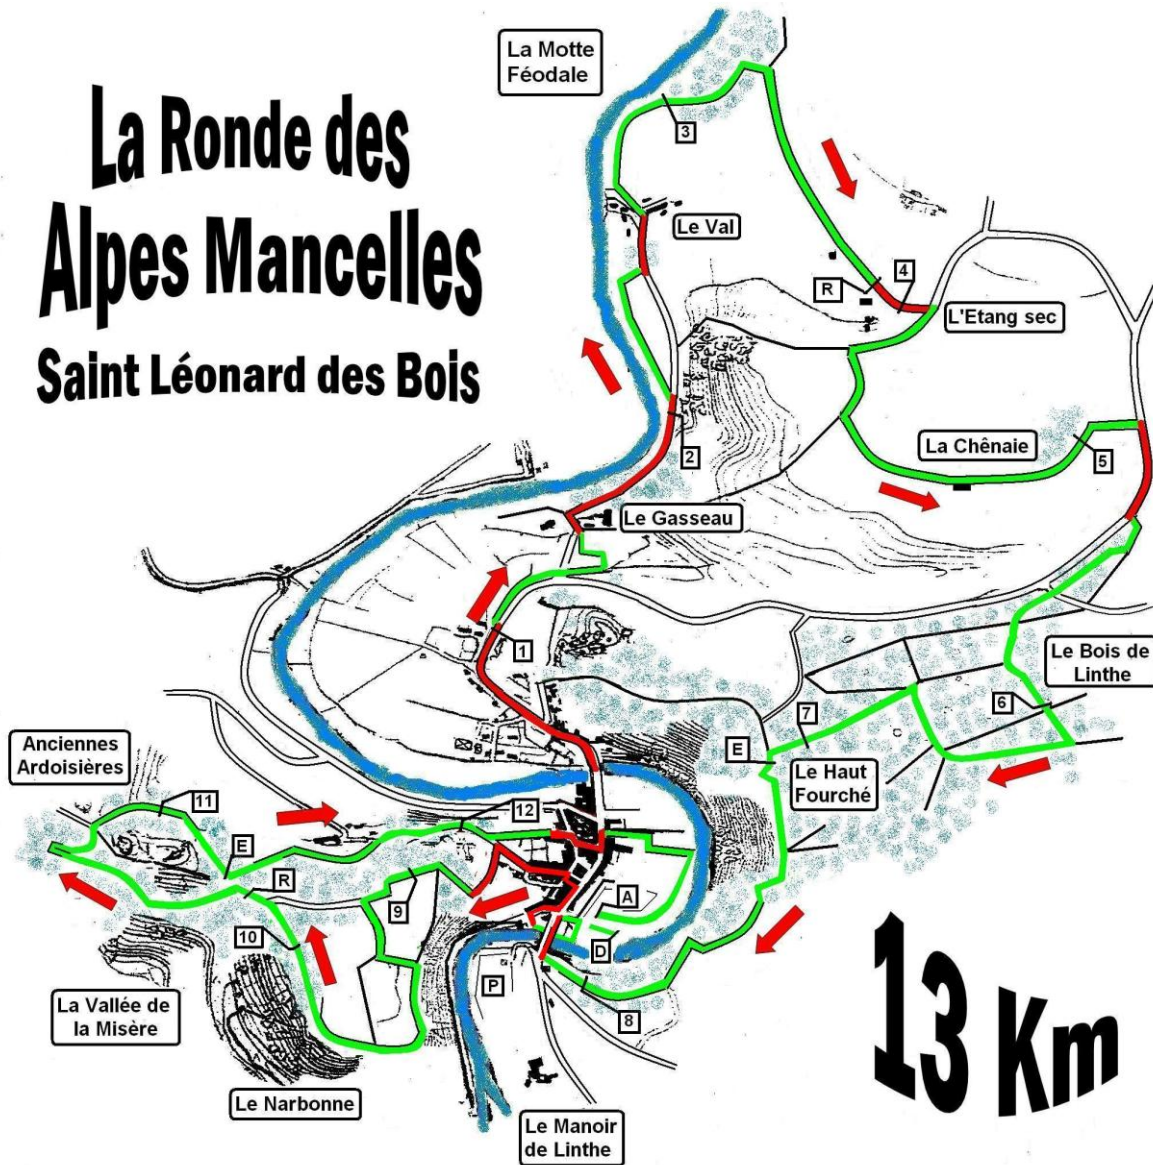 La Ronde des
Alpes Mancelles
Saint Léonard des Bois
La Motte
Féodale
3
Le Val
4
R
L'Etang sec
La Chênaie
5
2
Le Gasseau
1
Le Bois de
Linthe
6
7
E
Le Haut
Fourché
Anciennes
Ardoisières
11
12
E
R
9
A
10
D
P
8
La Vallée de
la Misère
Le Narbonne
Le Manoir
de Linthe
13 Km